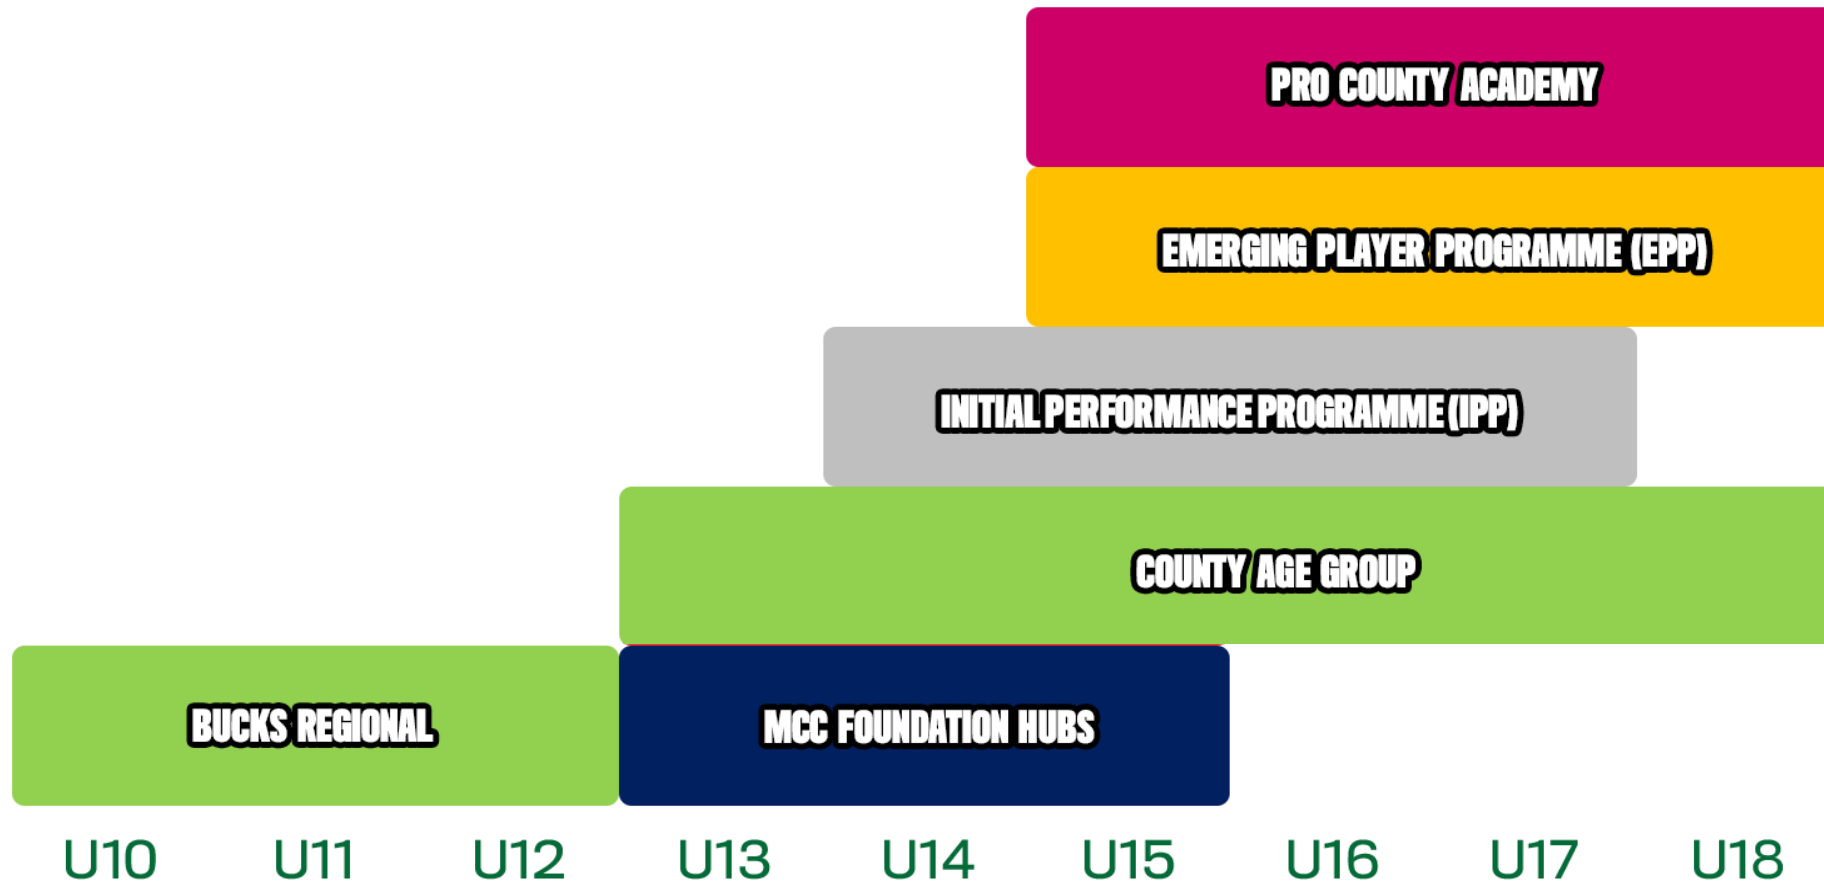 PRO COUNTY ACADEMY
EMERGING PLAYER PROGRAMME (EPP)
INITIAL PERFORMANCE PROGRAMME (IPP)
COUNTY AGE GROUP
BUCKS REGIONAL MCC FOUNDATION HUBS
U10 U11 U12 U13 U14 U15 U16 U17 U18